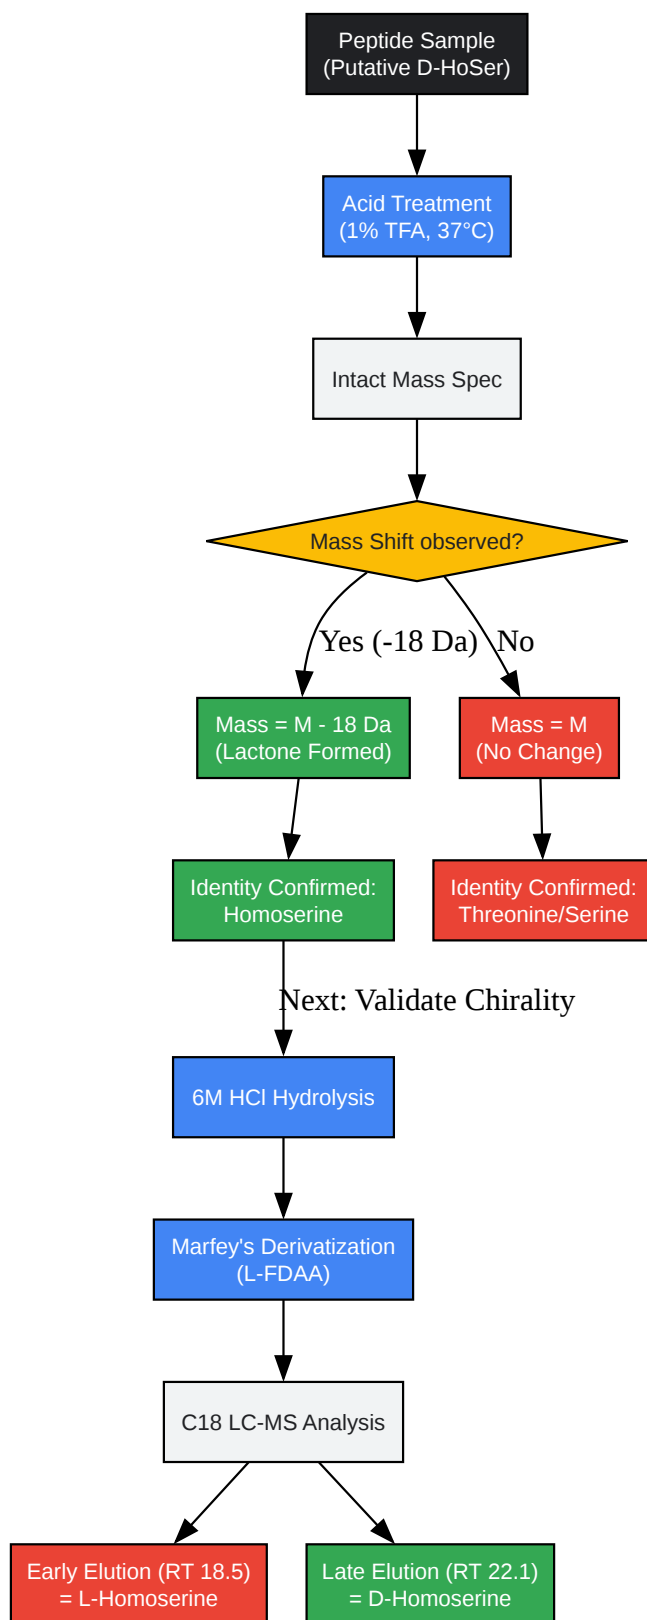 Peptide Sample
(Putative D-HoSer)
Acid Treatment
(1% TFA, 37°C)
Intact Mass Spec
Mass Shift observed?
Yes (-18 Da)
No
Mass = M - 18 Da
(Lactone Formed)
Mass = M
(No Change)
Identity Confirmed:
Homoserine
Identity Confirmed:
Threonine/Serine
Next: Validate Chirality
6M HCl Hydrolysis
Marfey's Derivatization
(L-FDAA)
C18 LC-MS Analysis
Early Elution (RT 18.5)
= L-Homoserine
Late Elution (RT 22.1)
= D-Homoserine